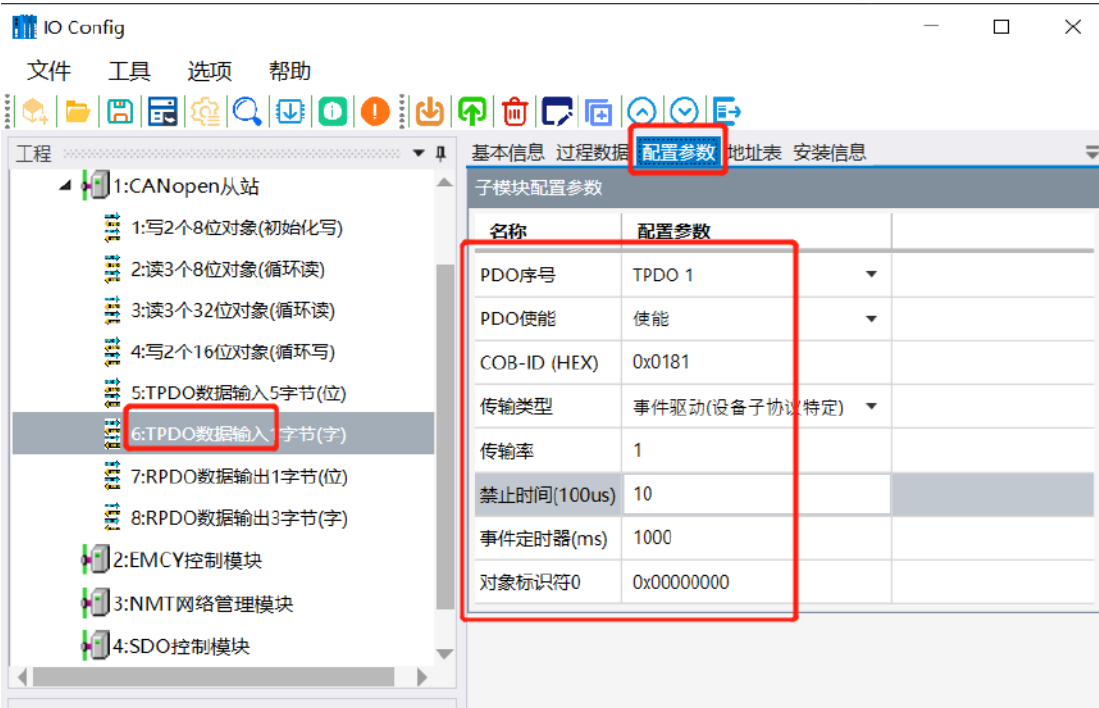 IO Config
文件 工具 选项 帮助
工程
1:CANopen从站
1:写2个8位对象(初始化写)
2:读3个8位对象(循环读)
3:读3个32位对象(循环读)
4:写2个16位对象(循环写)
5:TPDO数据输入5字节(位)
6:TPDO数据输入1字节(字)
7:RPDO数据输出1字节(位)
8:RPDO数据输出3字节(字)
2:EMCY控制模块
3:NMT网络管理模块
4:SDO控制模块
基本信息 过程数据 配置参数 地址表 安装信息
子模块配置参数
名称 配置参数
PDO序号 TPDO 1
PDO使能 使能
COB-ID (HEX) 0x0181
传输类型 事件驱动(设备子协议特定)
传输率 1
禁止时间(100us) 10
事件定时器(ms) 1000
对象标识符0 0x00000000